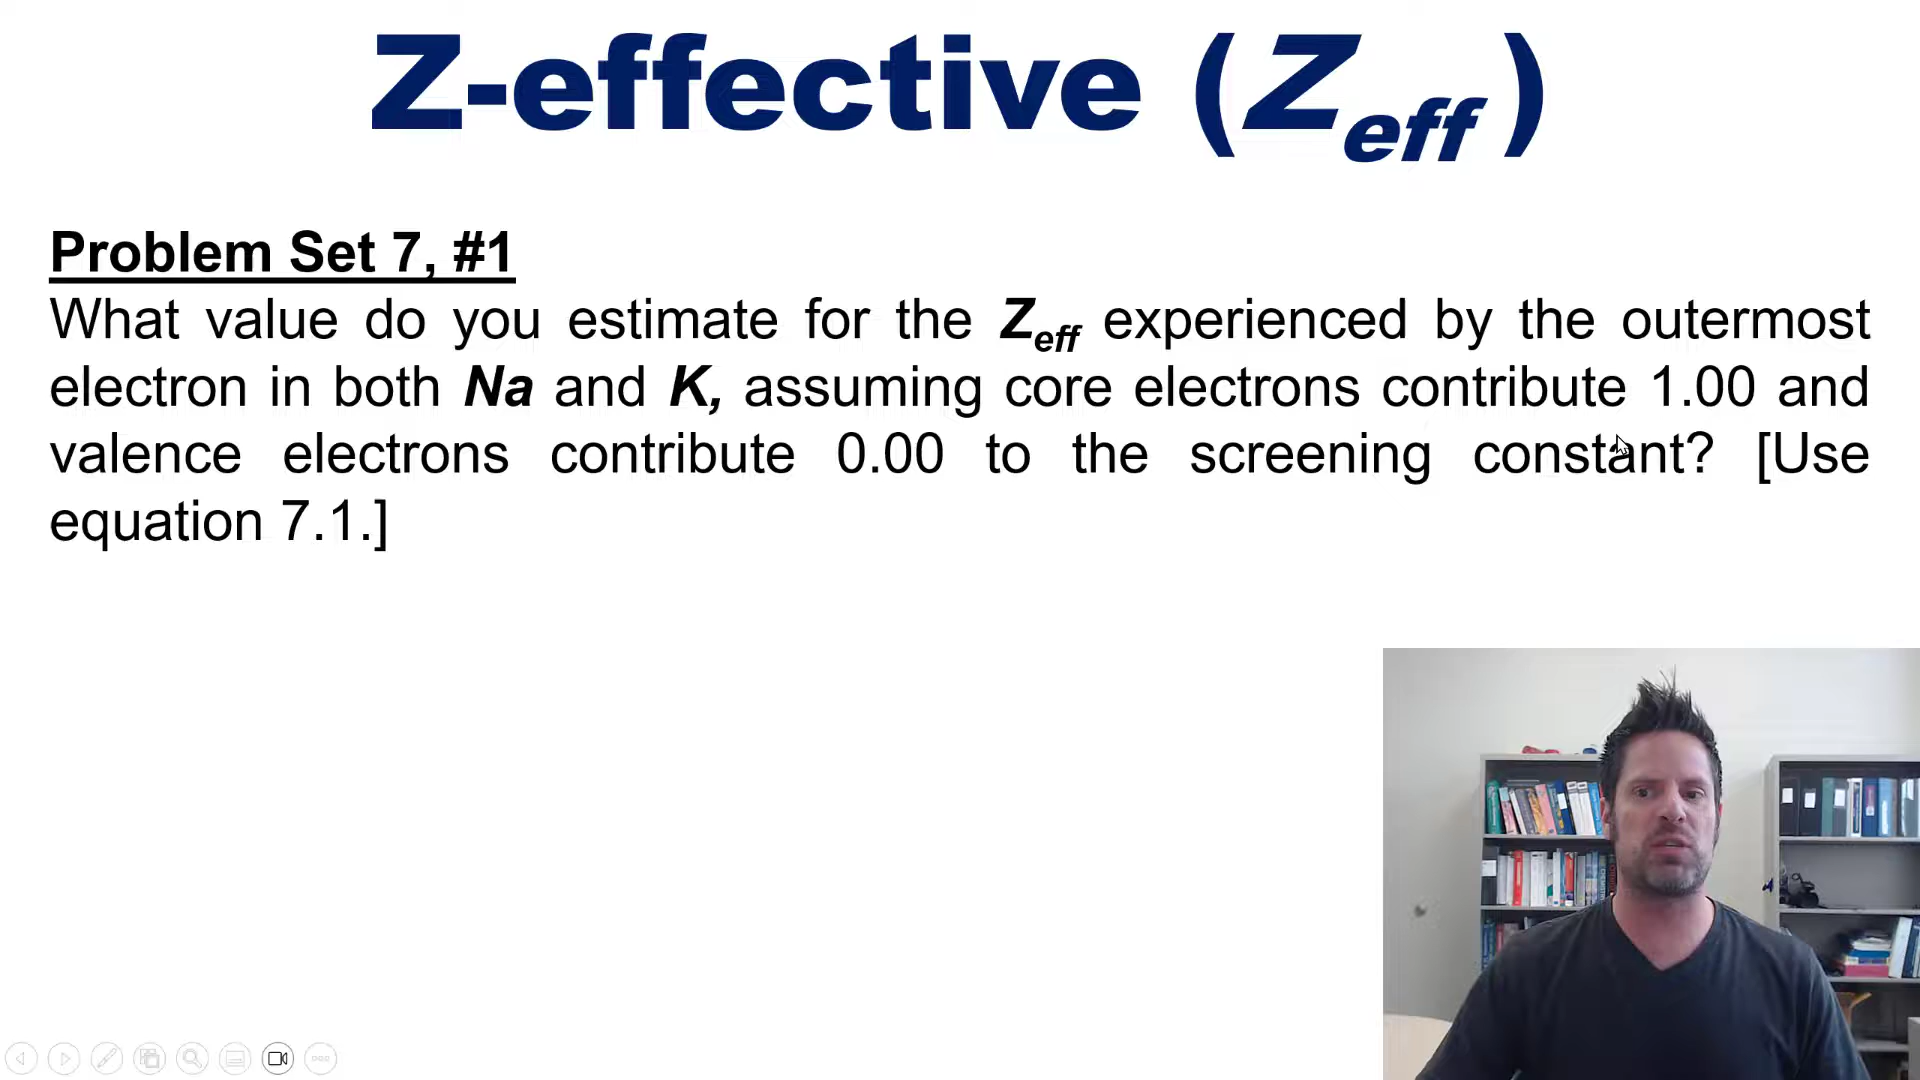 Z-effective (Zeff )
Problem Set 7, #1
What value do you estimate for the Zeff experienced by the outermost
electron in both Na and K, assuming core electrons contribute 1.00 and
valence electrons contribute 0.00 to the screening constant? [Use
equation 7.1.]